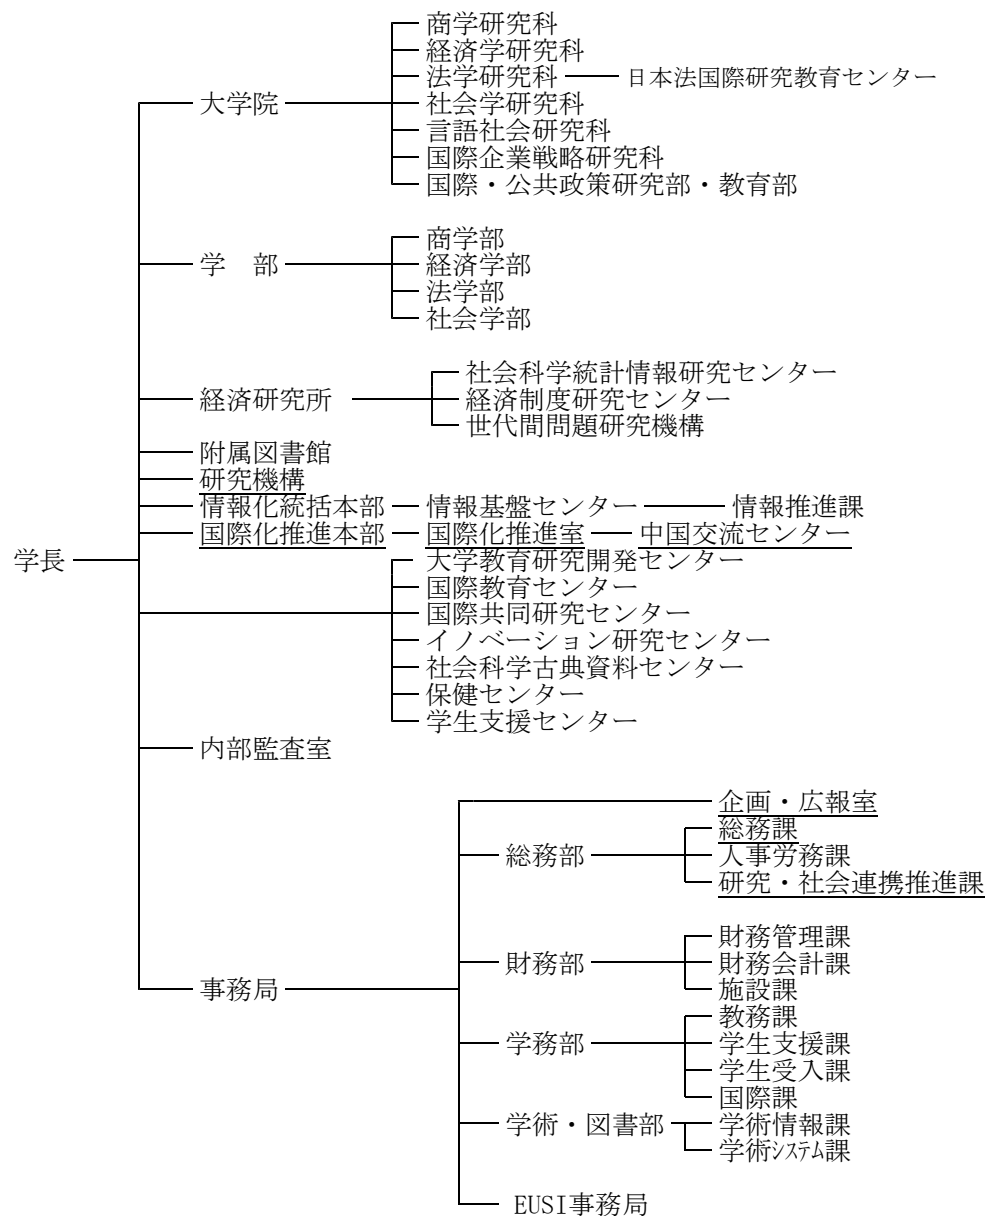 商学研究科
経済学研究科
法学研究科 日本法国際研究教育センター
大学院 社会学研究科
言語社会研究科
国際企業戦略研究科
国際・公共政策研究部・教育部
商学部
学　部 経済学部
法学部
社会学部
社会科学統計情報研究センター
経済研究所 経済制度研究センター
世代間問題研究機構
附属図書館
研究機構
情報化統括本部 情報基盤センター 情報推進課
国際化推進本部 国際化推進室 中国交流センター
学長 大学教育研究開発センター
国際教育センター
国際共同研究センター
イノベーション研究センター
社会科学古典資料センター
保健センター
学生支援センター
内部監査室
企画・広報室
総務課
総務部 人事労務課
研究・社会連携推進課
財務管理課
財務部 財務会計課
事務局 施設課
教務課
学務部 学生支援課
学生受入課
国際課
学術・図書部 学術情報課
学術システム課
EUSI事務局